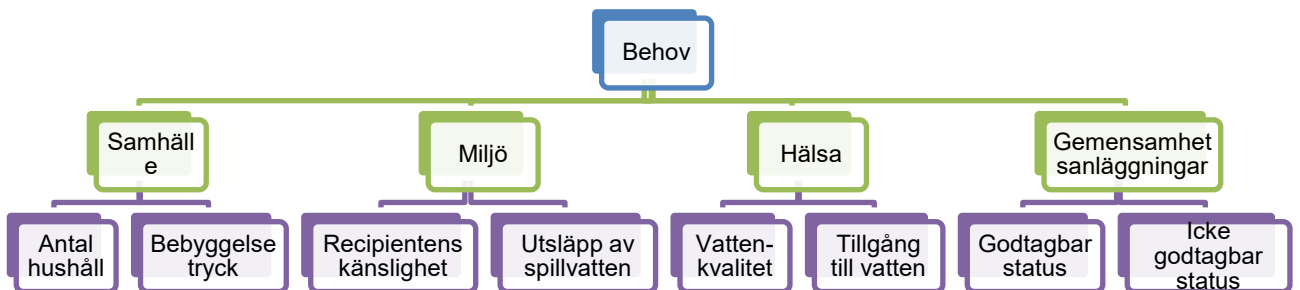 Behov
Samhäll
e
Miljö
Hälsa
Gemensamhet
sanläggningar
Antal
hushåll
Bebyggelse
tryck
Recipientens
känslighet
Utsläpp av
spillvatten
Vatten-
kvalitet
Tillgång
till vatten
Godtagbar
status
Icke
godtagbar
status